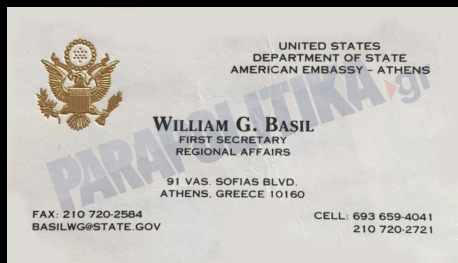 UNITED STATES
DEPARTMENT OF STATE
AMERICAN EMBASSY – ATHENS
WILLIAM G. BASIL
FIRST SECRETARY
REGIONAL AFFAIRS
91 VAS. SOFIAS BLVD.
ATHENS, GREECE 10160
FAX: 210 720-2584
BASILWG@STATE.GOV
CELL: 693 659-4041
210 720-2721
PARAPOLITIKA.gr